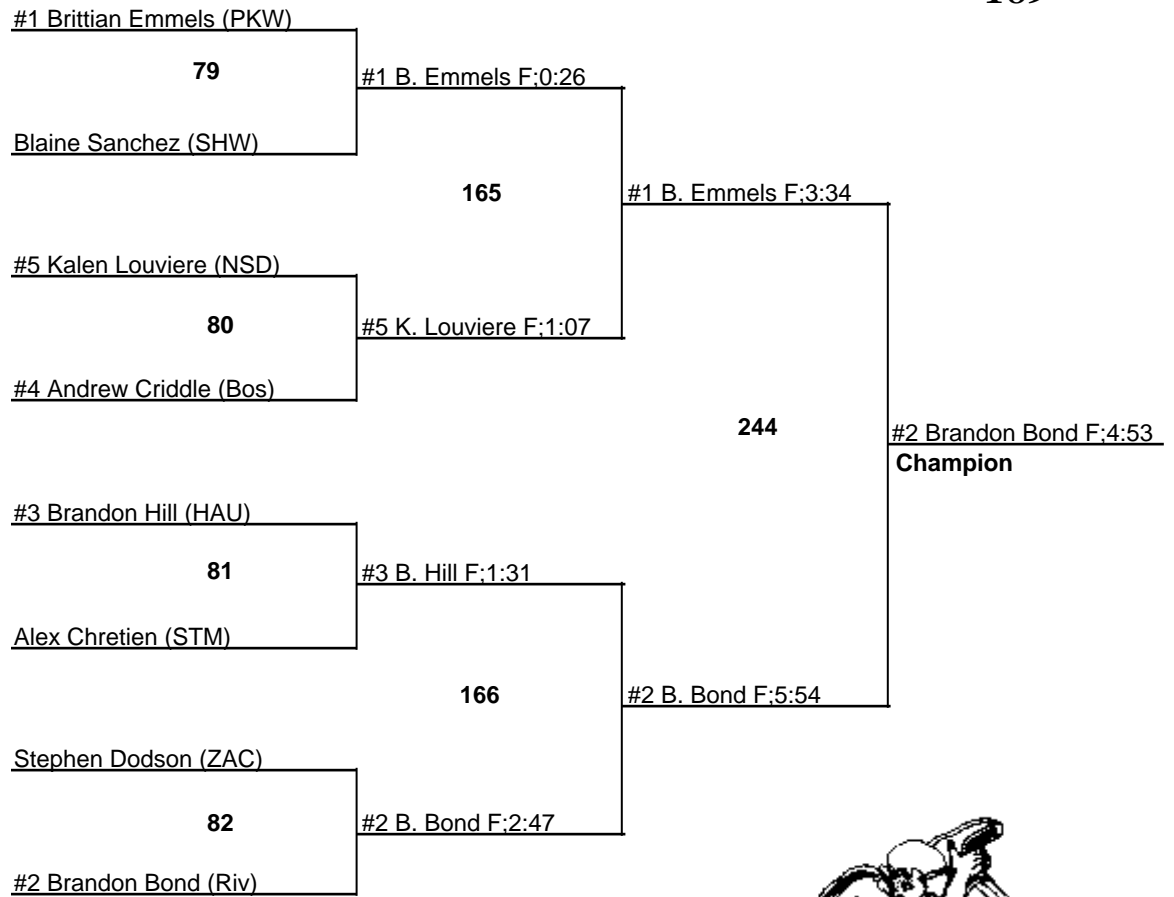 #1 Brittian Emmels (PKW)
79
#1 B. Emmels F;0:26
Blaine Sanchez (SHW)
165
#1 B. Emmels F;3:34
#5 Kalen Louviere (NSD)
80
#5 K. Louviere F;1:07
#4 Andrew Criddle (Bos)
244
#2 Brandon Bond F;4:53
Champion
#3 Brandon Hill (HAU)
81
#3 B. Hill F;1:31
Alex Chretien (STM)
166
#2 B. Bond F;5:54
Stephen Dodson (ZAC)
82
#2 B. Bond F;2:47
#2 Brandon Bond (Riv)